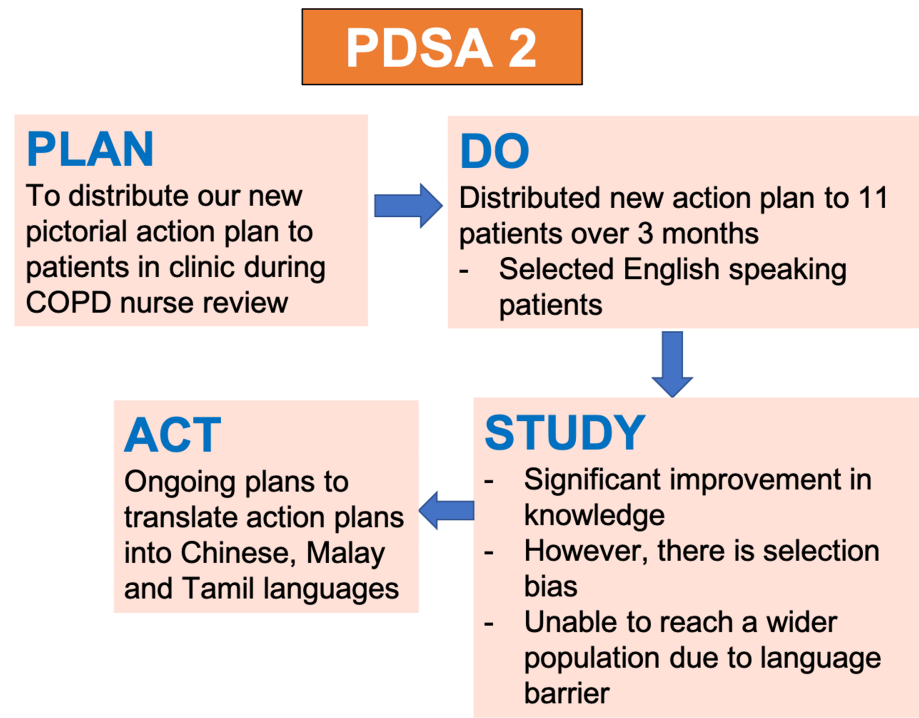 PDSA 2
PLAN
To distribute our new
pictorial action plan to
patients in clinic during
COPD nurse review
DO
Distributed new action plan to 11
patients over 3 months
- Selected English speaking
patients
STUDY
- Significant improvement in
knowledge
- However, there is selection
bias
- Unable to reach a wider
population due to language
barrier
ACT
Ongoing plans to
translate action plans
into Chinese, Malay
and Tamil languages